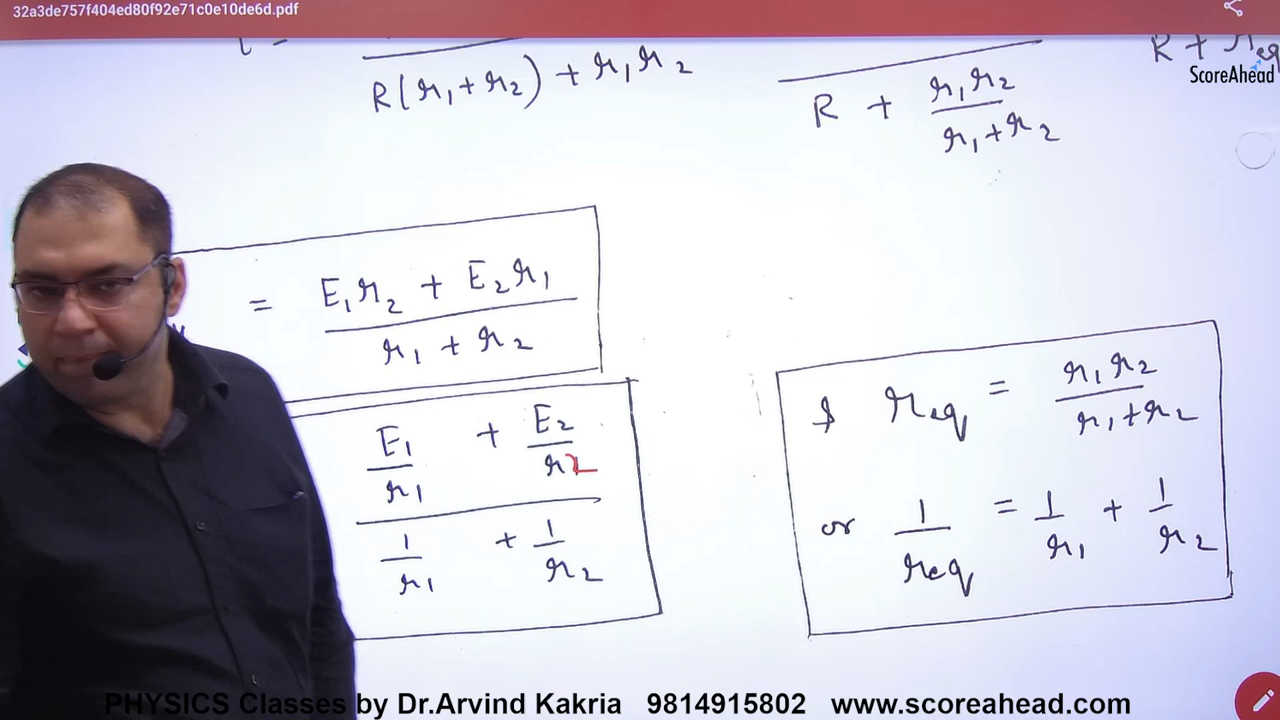 32a3de757f404ed80f92e71c0e10de6d.pdf
R(r₁+r₂) + r₁r₂
R + r₁r₂/(r₁+r₂)
R + req
ScoreAhead
= (E₁r₂ + E₂r₁)/(r₁ + r₂)
(E₁/r₁ + E₂/r2)/(1/r₁ + 1/r₂)
& req = r₁r₂/(r₁+r₂)
or 1/req = 1/r₁ + 1/r₂
PHYSICS Classes by Dr.Arvind Kakria 9814915802 www.scoreahead.com